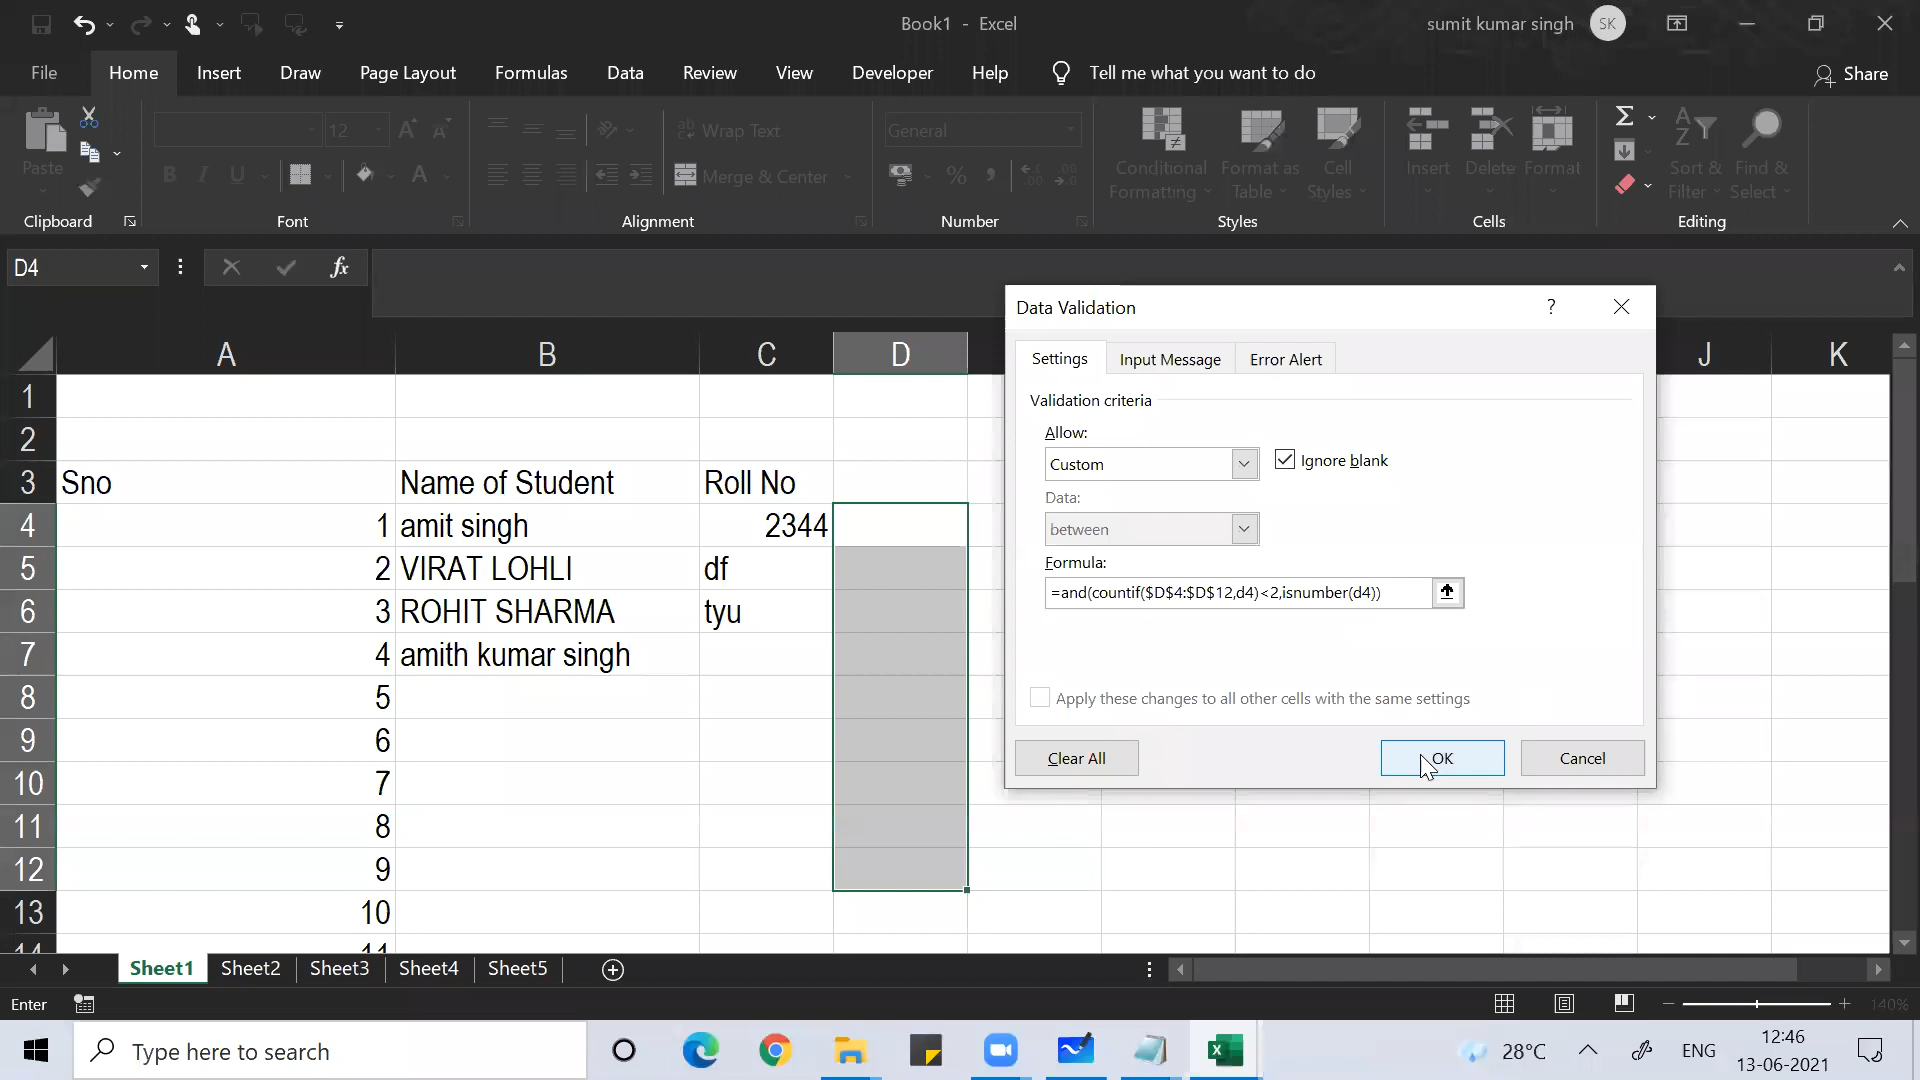 Book1 - Excel
sumit kumar singh SK
File Home Insert Draw Page Layout Formulas Data Review View Developer Help Tell me what you want to do Share
Paste
Clipboard
12
B I U A
Font
ab Wrap Text
Merge & Center
Alignment
General
% ,
Number
Conditional Formatting
Format as Table
Cell Styles
Styles
Insert Delete Format
Cells
Sort & Filter
Find & Select
Editing
D4 fx
A B C D J K
1
2
3 Sno Name of Student Roll No
4 1 amit singh 2344
5 2 VIRAT LOHLI df
6 3 ROHIT SHARMA tyu
7 4 amith kumar singh
8 5
9 6
10 7
11 8
12 9
13 10
14 11
Data Validation ?
Settings Input Message Error Alert
Validation criteria
Allow:
Custom Ignore blank
Data:
between
Formula:
=and(countif($D$4:$D$12,d4)<2,isnumber(d4))
Apply these changes to all other cells with the same settings
Clear All OK Cancel
Sheet1 Sheet2 Sheet3 Sheet4 Sheet5
Enter 140%
Type here to search
28°C ENG
12:46
13-06-2021